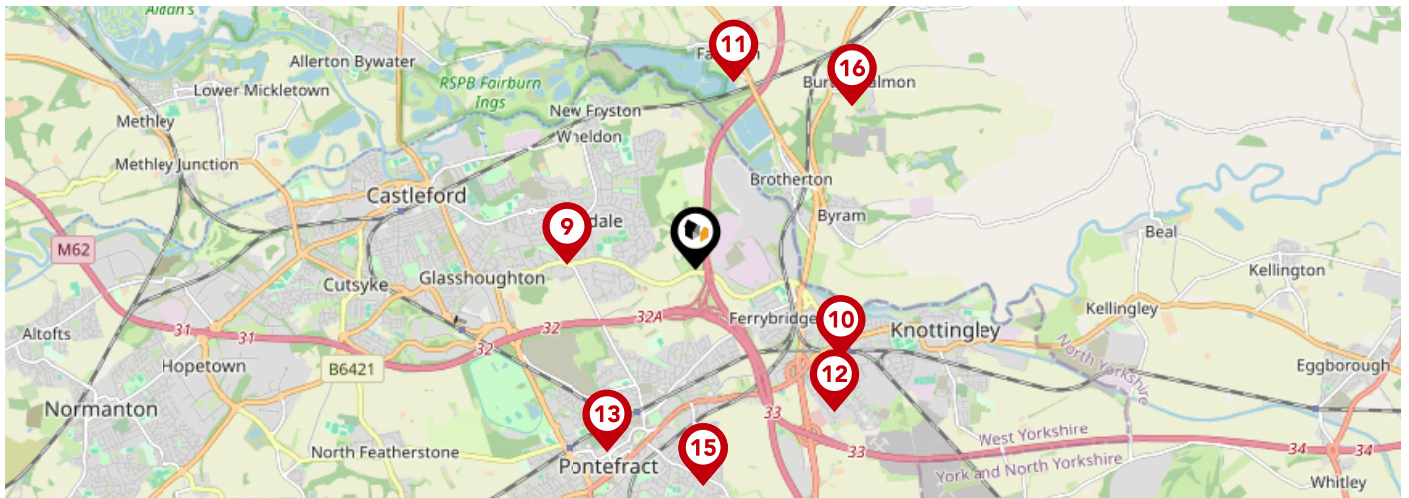 Aidan's
11
Allerton Bywater
16
RSPB Fairburn
Ings
Lower Mickletown
New Fryston
Methley
Wheldon
Methley Junction
Brotherton
Castleford
9
dale
Byram
M62
Beal
Cutsyke
Glasshoughton
Kellington
Altofts
31
31
32
32A
32
Ferrybridge
10
Knottingley
Kellingley
Hopetown
B6421
12
North Yorkshire
Eggborough
Normanton
13
33
33
West Yorkshire
York and North Yorkshire
34
34
North Featherstone
15
Pontefract
Whitley